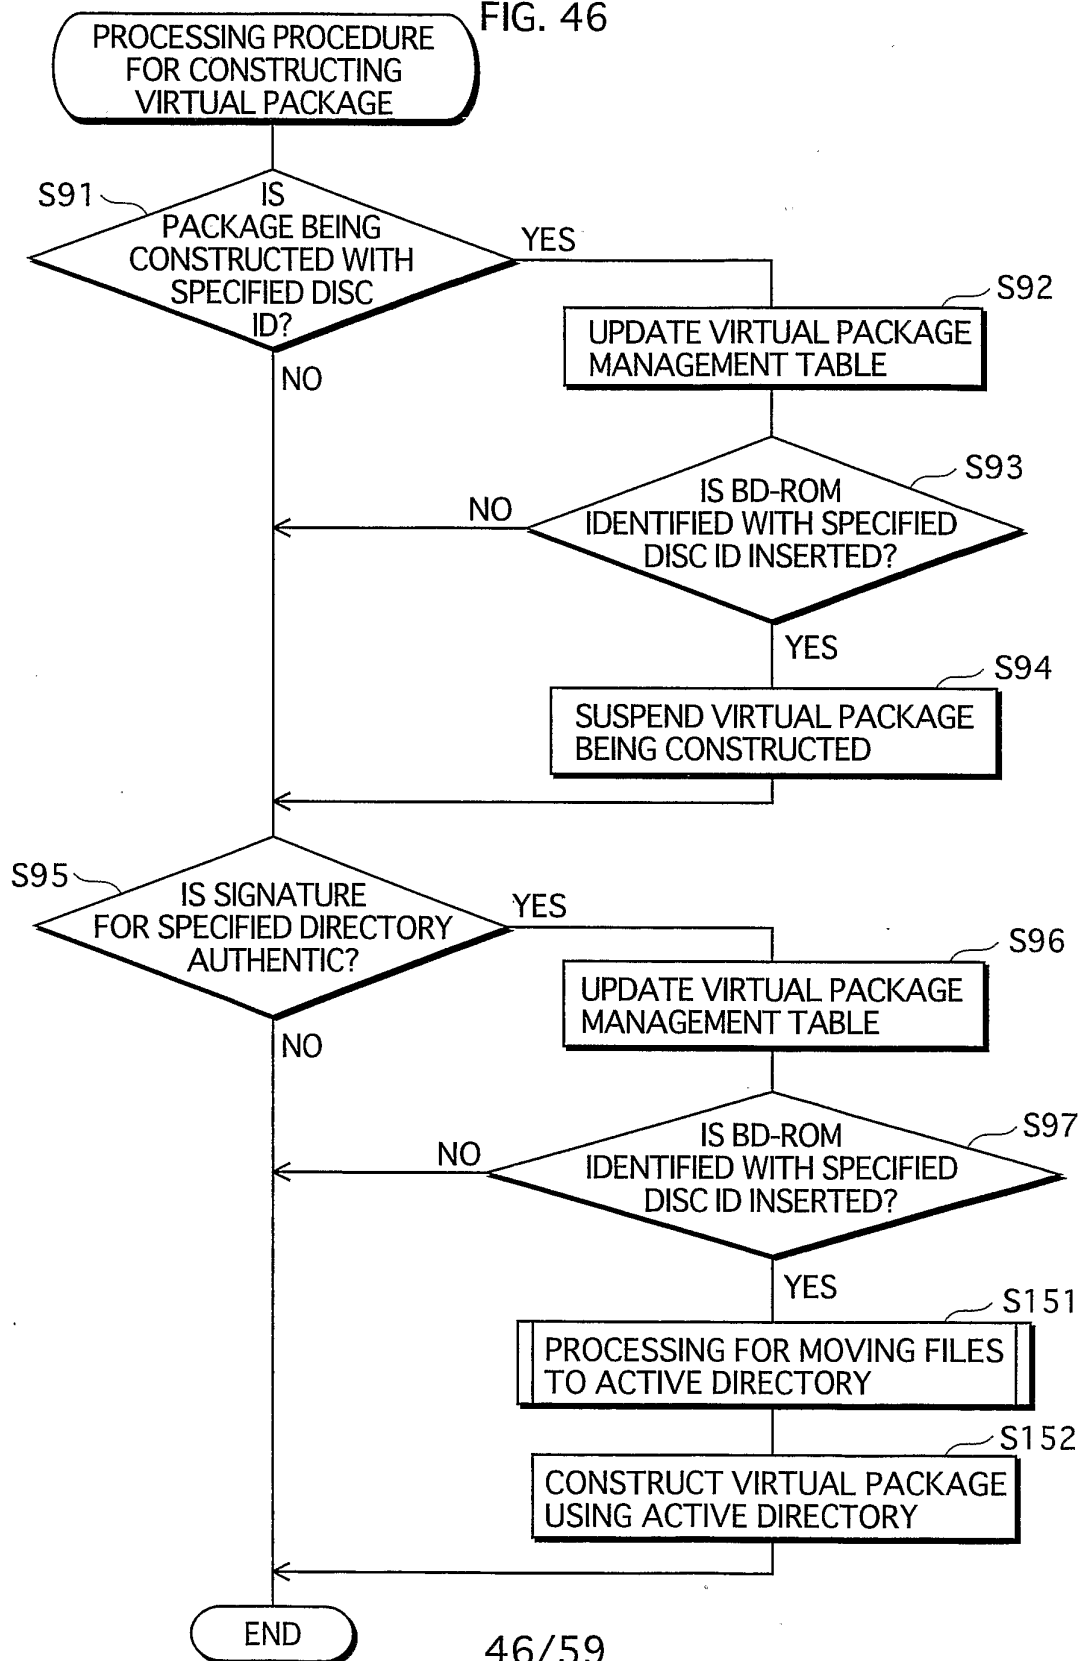 FIG. 46
PROCESSING PROCEDURE
FOR CONSTRUCTING
VIRTUAL PACKAGE
S91
IS
PACKAGE BEING
CONSTRUCTED WITH
SPECIFIED DISC
ID?
YES
NO
S92
UPDATE VIRTUAL PACKAGE
MANAGEMENT TABLE
S93
IS BD-ROM
IDENTIFIED WITH SPECIFIED
DISC ID INSERTED?
NO
YES
S94
SUSPEND VIRTUAL PACKAGE
BEING CONSTRUCTED
S95
IS SIGNATURE
FOR SPECIFIED DIRECTORY
AUTHENTIC?
YES
NO
S96
UPDATE VIRTUAL PACKAGE
MANAGEMENT TABLE
S97
IS BD-ROM
IDENTIFIED WITH SPECIFIED
DISC ID INSERTED?
NO
YES
S151
PROCESSING FOR MOVING FILES
TO ACTIVE DIRECTORY
S152
CONSTRUCT VIRTUAL PACKAGE
USING ACTIVE DIRECTORY
END
46/59